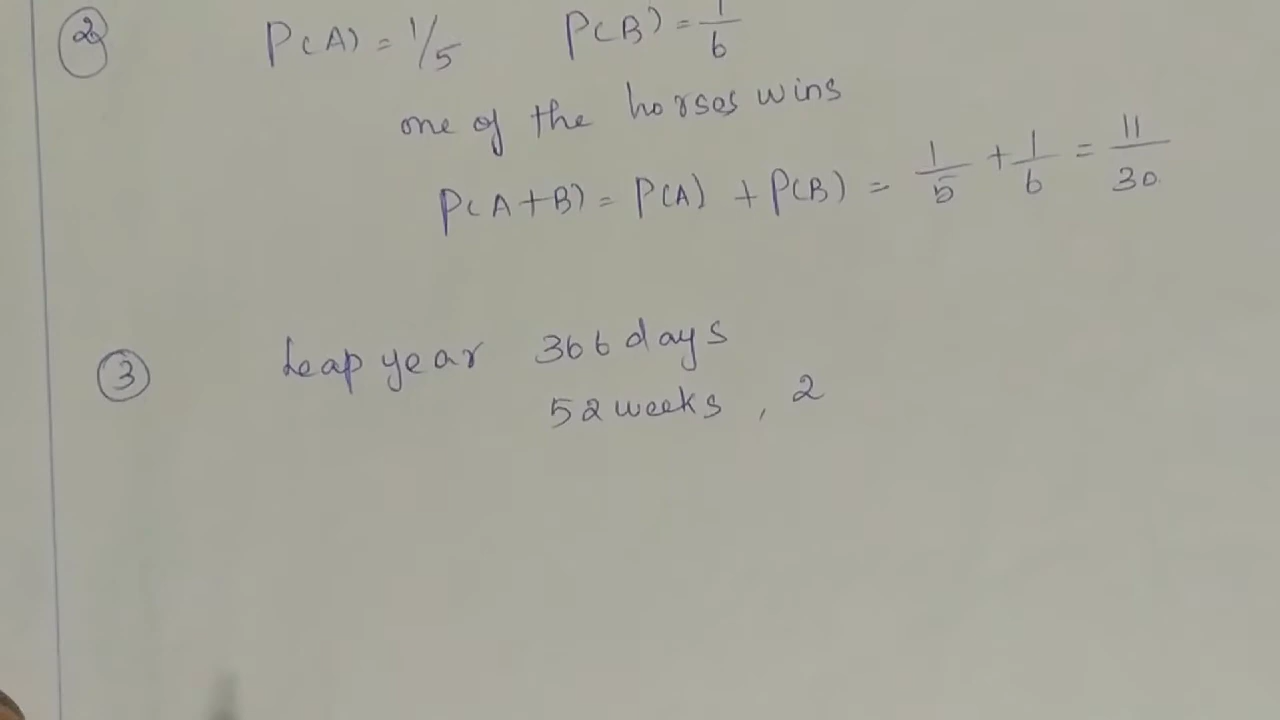 ② P(A) = 1/5 P(B) = 1/6
one of the horses wins
P(A+B) = P(A) + P(B) = 1/5 + 1/6 = 11/30
③ Leap year 366 days
52 weeks, 2